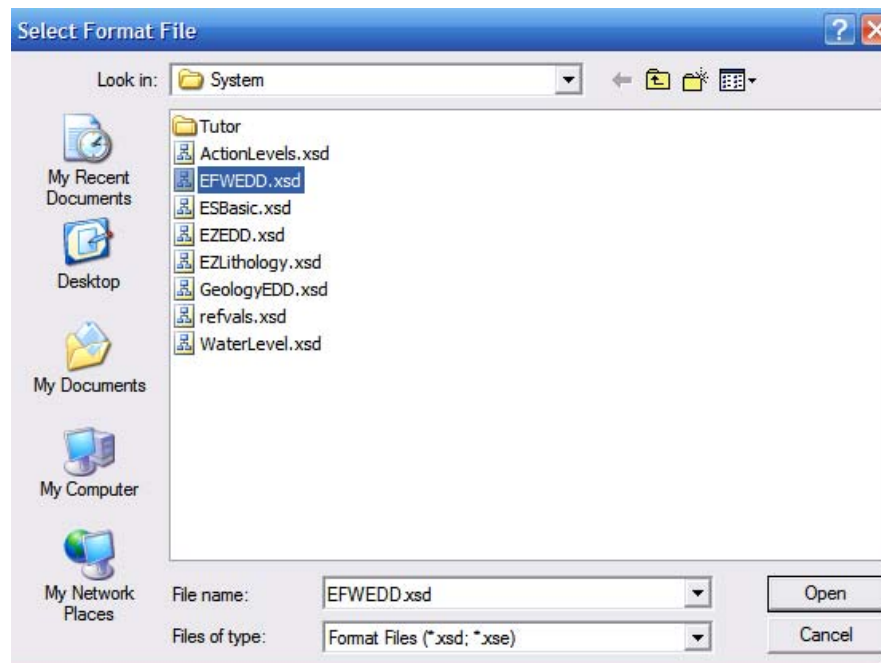 Select Format File
Look in: System
Tutor
ActionLevels.xsd
EFWEDD.xsd
ESBasic.xsd
EZEDD.xsd
EZLithology.xsd
GeologyEDD.xsd
refvals.xsd
WaterLevel.xsd
My Recent
Documents
Desktop
My Documents
My Computer
My Network
Places
File name: EFWEDD.xsd Open
Files of type: Format Files (*.xsd; *.xse) Cancel